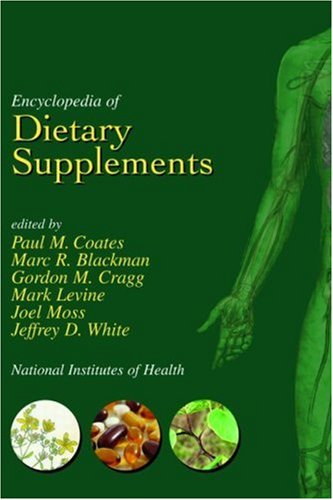 Encyclopedia of
Dietary
Supplements
edited by
Paul M. Coates
Marc R. Blackman
Gordon M. Cragg
Mark Levine
Joel Moss
Jeffrey D. White
National Institutes of Health